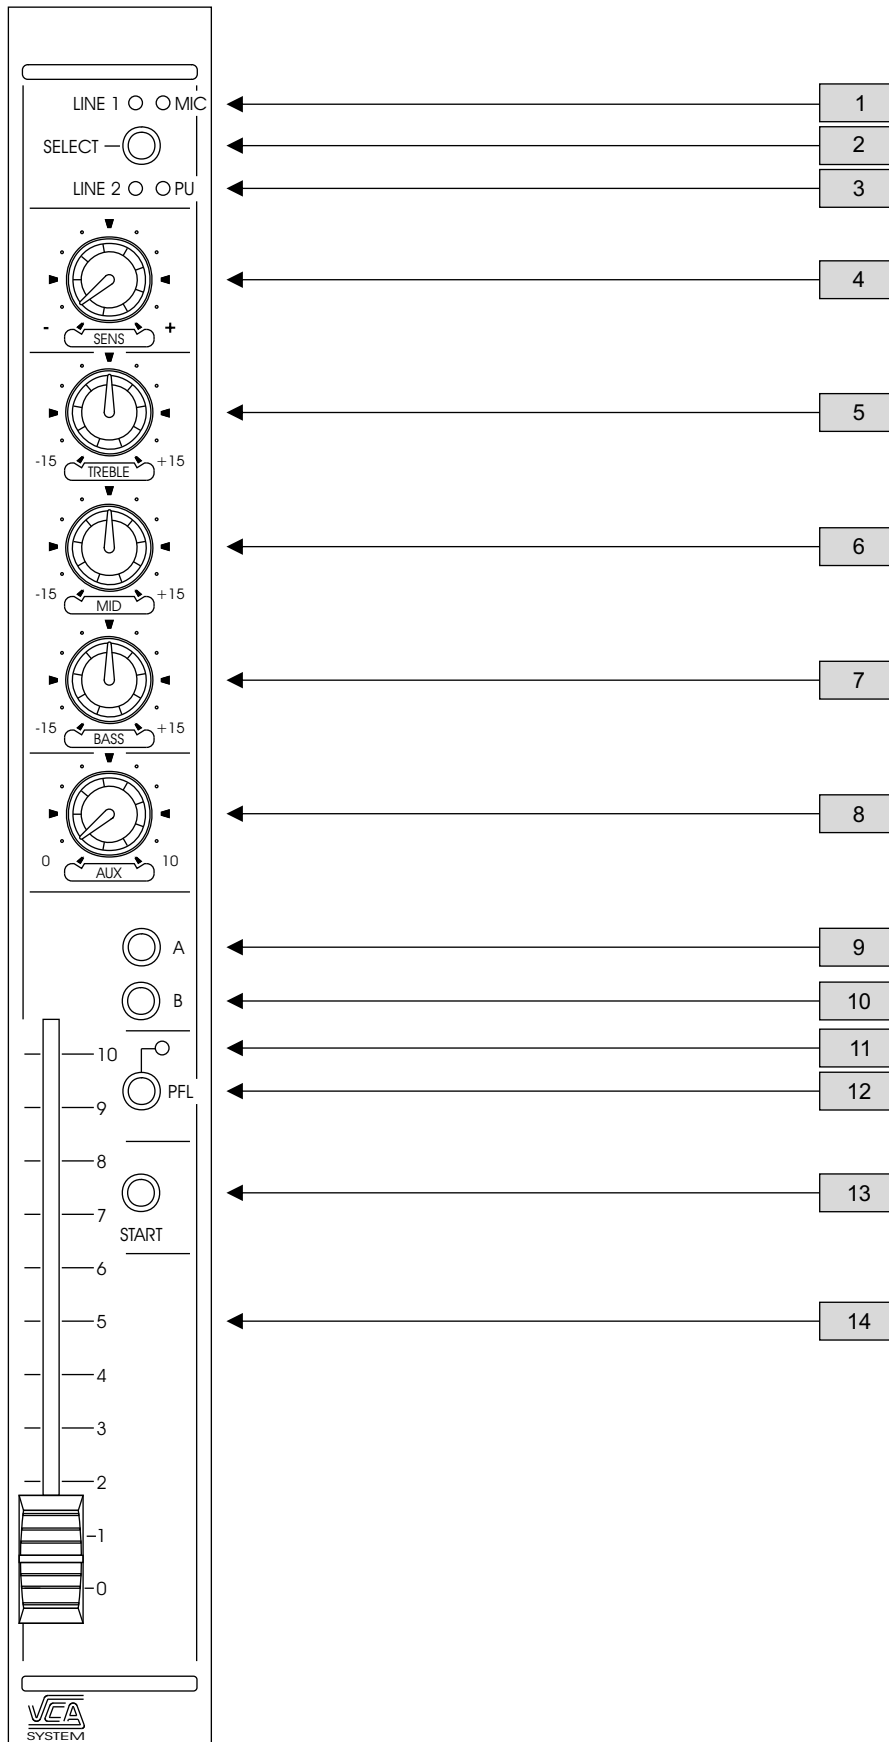 LINE 1 MIC 1
SELECT 2
LINE 2 PU 3
4
- +
SENS
5
-15 +15
TREBLE
6
-15 +15
MID
7
-15 +15
BASS
8
0 10
AUX
A 9
B 10
10 11
PFL 12
9
8
13
7
START
6
5 14
4
3
2
1
0
VCA
SYSTEM